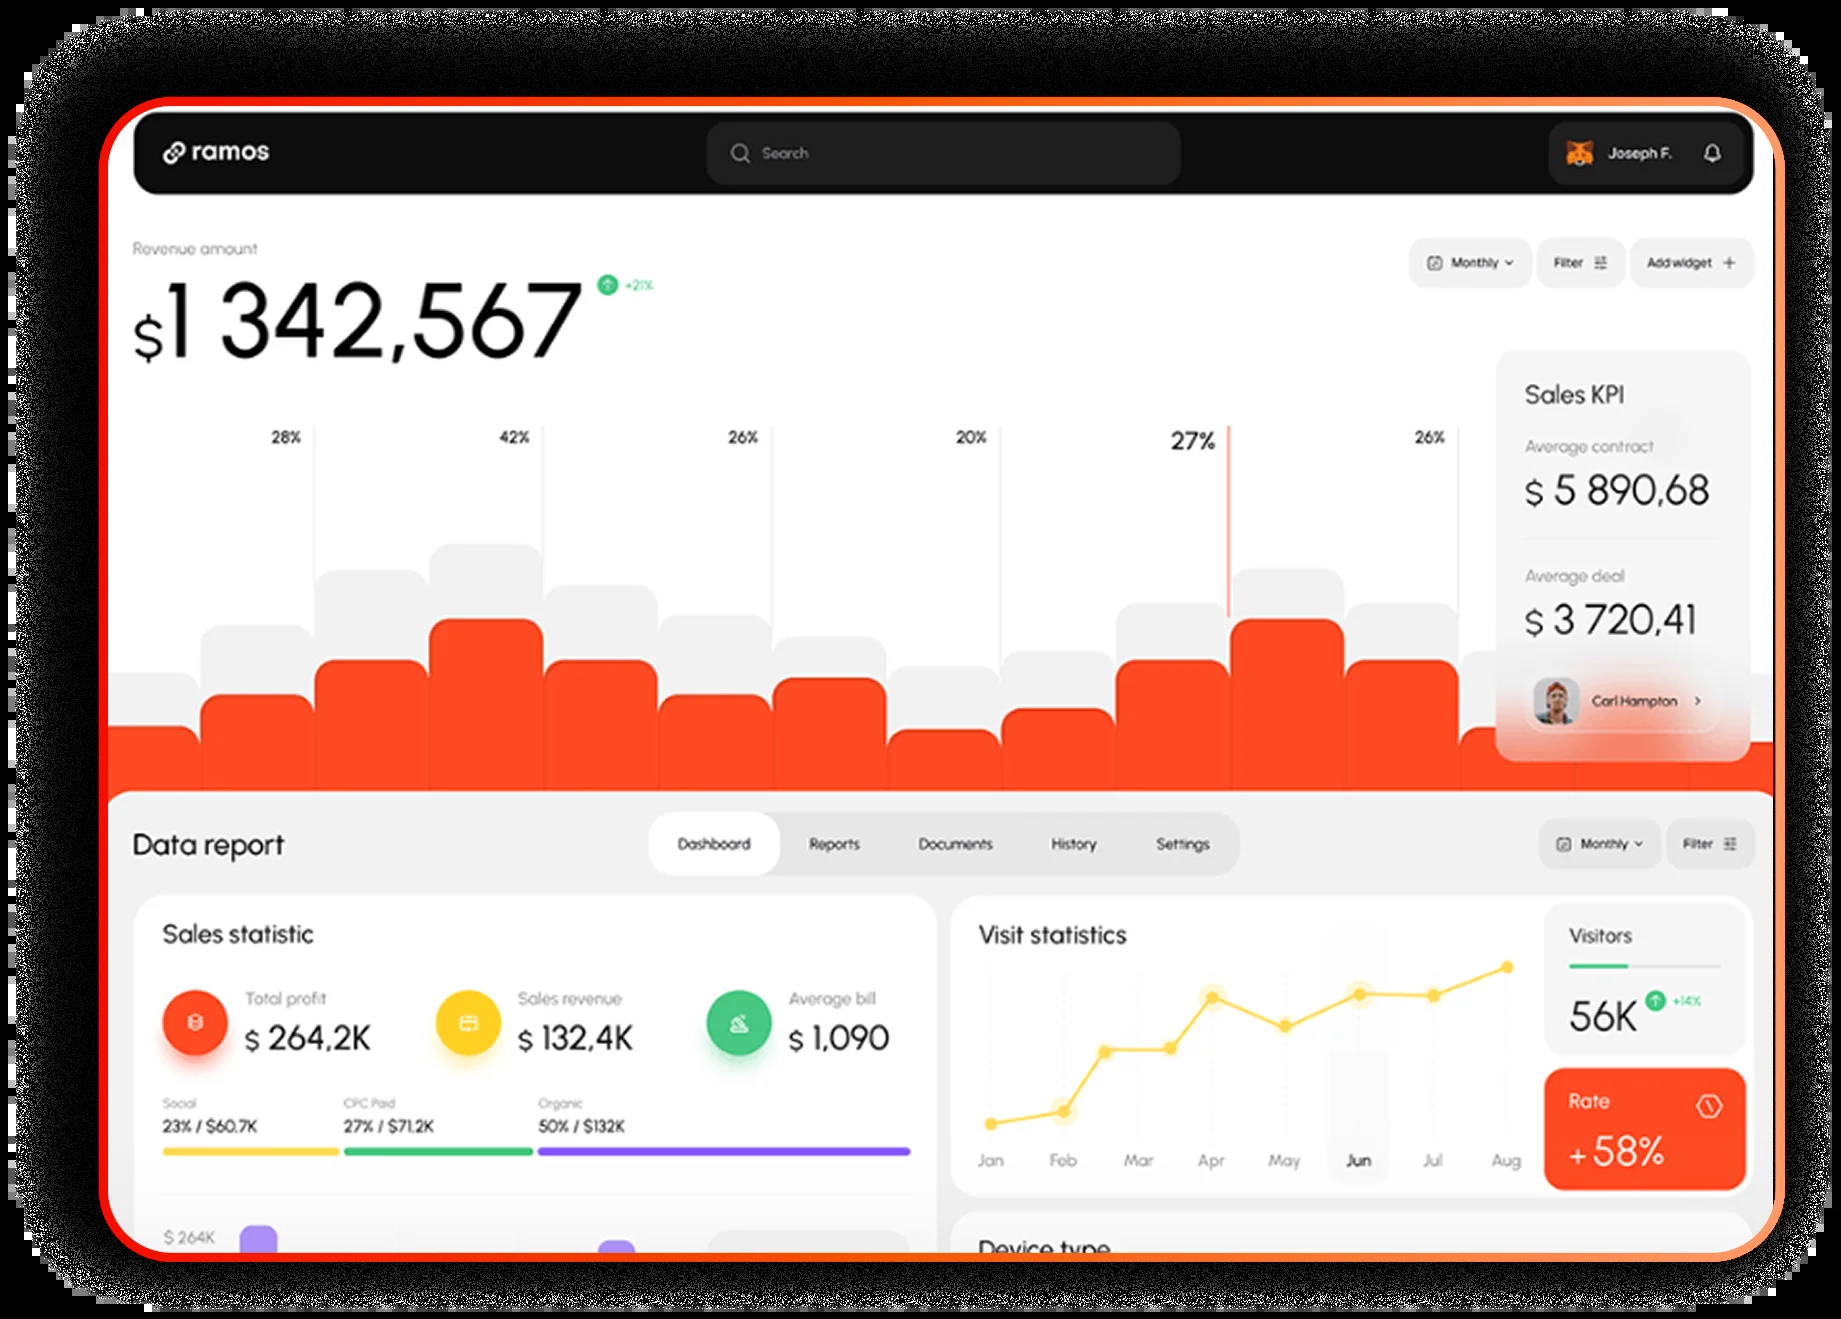 ramos
Search
Joseph F.
Revenue amount
$1 342,567
+21%
Monthly
Filter
Add widget
28%
42%
26%
20%
27%
26%
Sales KPI
Average contract
$ 5 890,68
Average deal
$ 3 720,41
Carl Hampton
Data report
Dashboard
Reports
Documents
History
Settings
Monthly
Filter
Sales statistic
Total profit
$ 264,2K
Sales revenue
$ 132,4K
Average bill
$ 1,090
Social
23% / $60.7K
CPC Paid
27% / $71.2K
Organic
50% / $132K
$ 264K
Visit statistics
Jan
Feb
Mar
Apr
May
Jun
Jul
Aug
Visitors
56K
+14%
Rate
+ 58%
Device type